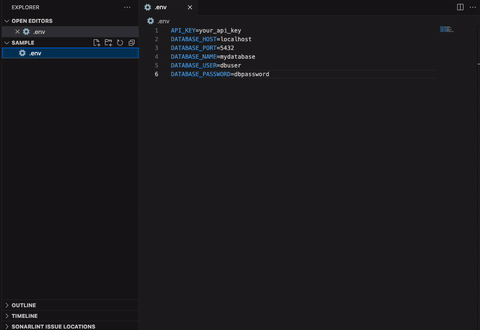 EXPLORER
.env
OPEN EDITORS
.env
.env
SAMPLE
.env
1 API_KEY=your_api_key
2 DATABASE_HOST=localhost
3 DATABASE_PORT=5432
4 DATABASE_NAME=mydatabase
5 DATABASE_USER=dbuser
6 DATABASE_PASSWORD=dbpassword
OUTLINE
TIMELINE
SONARLINT ISSUE LOCATIONS